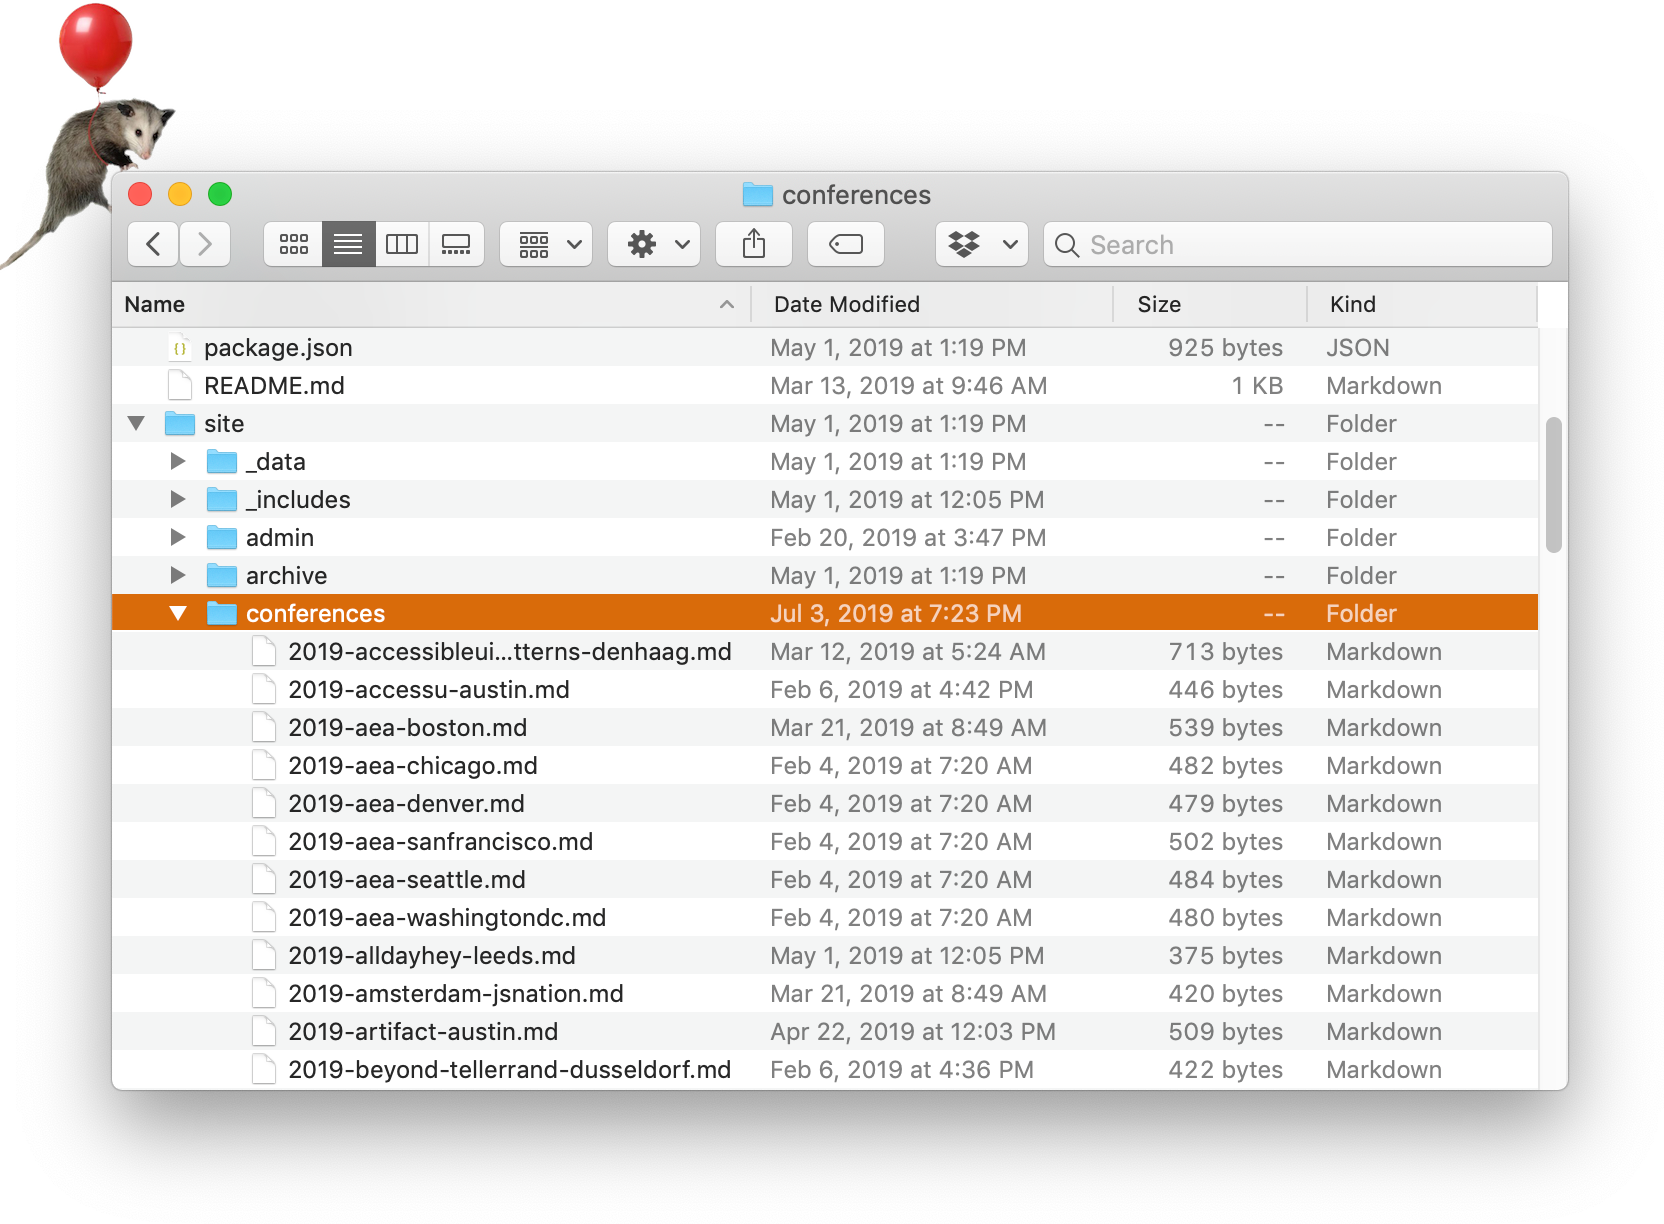 conferences
Search
Name Date Modified Size Kind
{} package.json May 1, 2019 at 1:19 PM 925 bytes JSON
README.md Mar 13, 2019 at 9:46 AM 1 KB Markdown
site May 1, 2019 at 1:19 PM -- Folder
_data May 1, 2019 at 1:19 PM -- Folder
_includes May 1, 2019 at 12:05 PM -- Folder
admin Feb 20, 2019 at 3:47 PM -- Folder
archive May 1, 2019 at 1:19 PM -- Folder
conferences Jul 3, 2019 at 7:23 PM -- Folder
2019-accessibleui...tterns-denhaag.md Mar 12, 2019 at 5:24 AM 713 bytes Markdown
2019-accessu-austin.md Feb 6, 2019 at 4:42 PM 446 bytes Markdown
2019-aea-boston.md Mar 21, 2019 at 8:49 AM 539 bytes Markdown
2019-aea-chicago.md Feb 4, 2019 at 7:20 AM 482 bytes Markdown
2019-aea-denver.md Feb 4, 2019 at 7:20 AM 479 bytes Markdown
2019-aea-sanfrancisco.md Feb 4, 2019 at 7:20 AM 502 bytes Markdown
2019-aea-seattle.md Feb 4, 2019 at 7:20 AM 484 bytes Markdown
2019-aea-washingtondc.md Feb 4, 2019 at 7:20 AM 480 bytes Markdown
2019-alldayhey-leeds.md May 1, 2019 at 12:05 PM 375 bytes Markdown
2019-amsterdam-jsnation.md Mar 21, 2019 at 8:49 AM 420 bytes Markdown
2019-artifact-austin.md Apr 22, 2019 at 12:03 PM 509 bytes Markdown
2019-beyond-tellerrand-dusseldorf.md Feb 6, 2019 at 4:36 PM 422 bytes Markdown